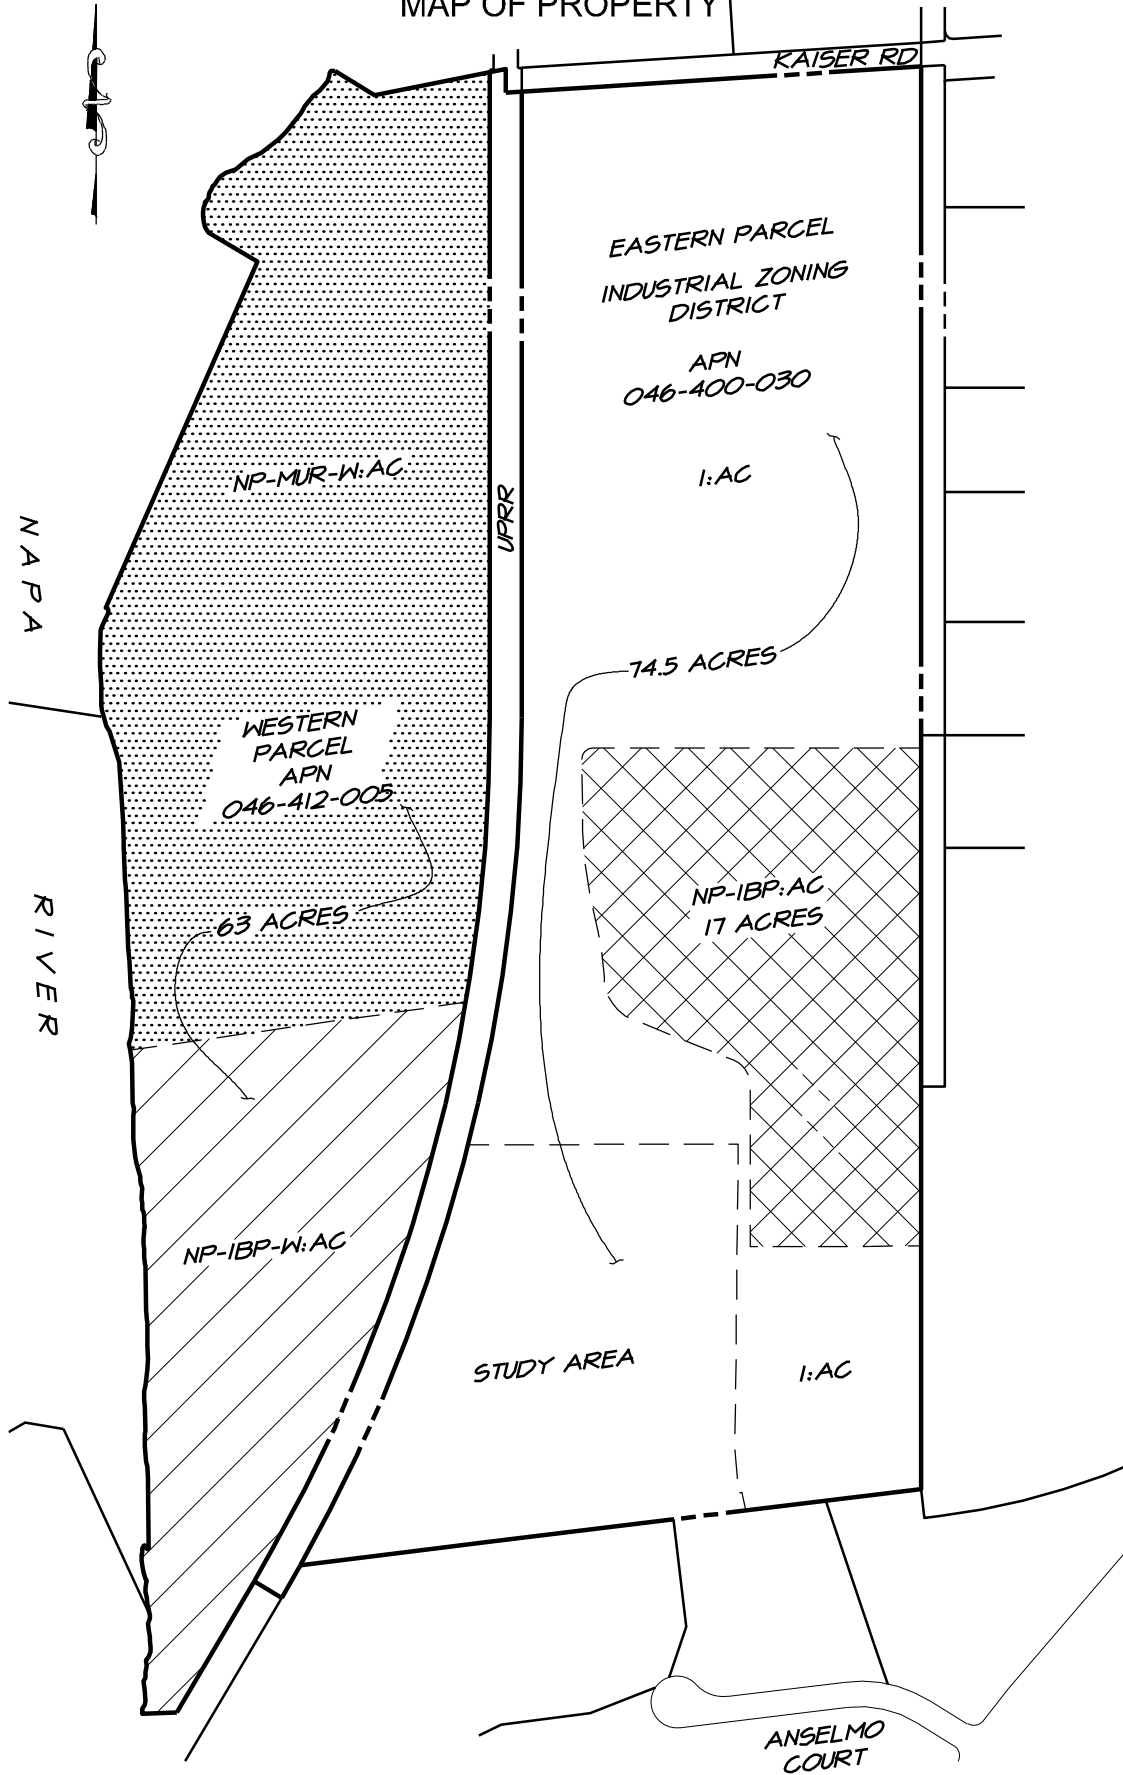 MAP OF PROPERTY
KAISER RD
EASTERN PARCEL
INDUSTRIAL ZONING
DISTRICT
APN
046-400-030
I:AC
NP-MUR-W:AC
UPRR
NAPA
RIVER
74.5 ACRES
WESTERN
PARCEL
APN
046-412-005
63 ACRES
NP-IBP:AC
17 ACRES
NP-IBP-W:AC
STUDY AREA
I:AC
ANSELMO
COURT